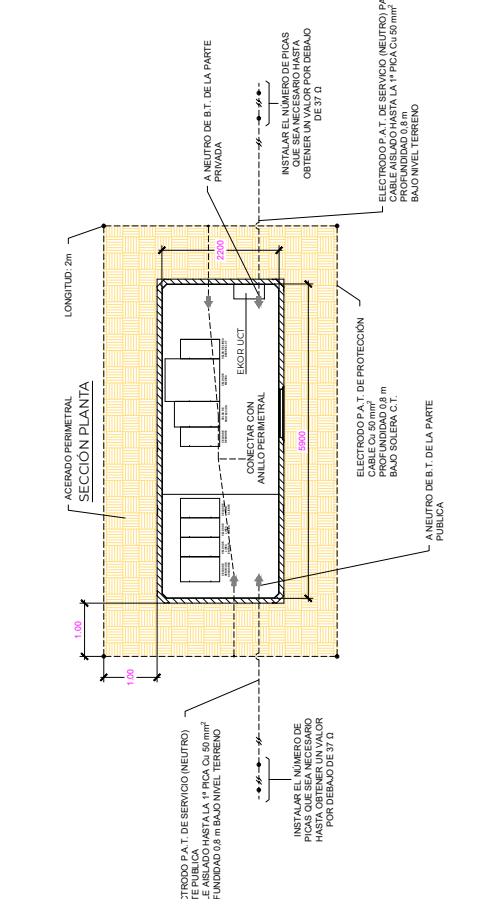 LONGITUD: 2m
ACERADO PERIMETRAL
SECCIÓN PLANTA
A NEUTRO DE B.T. DE LA PARTE
PRIVADA
INSTALAR EL NÚMERO DE PICAS
QUE SEA NECESARIO HASTA
OBTENER UN VALOR POR DEBAJO
DE 37 Ω
ELECTRODO P.A.T. DE SERVICIO (NEUTRO) PA
CABLE AISLADO HASTA LA 1ª PICA Cu 50 mm²
PROFUNDIDAD 0,8 m
BAJO NIVEL TERRENO
2200
EKOR UCT
CONECTAR CON
ANILLO PERIMETRAL
5900
ELECTRODO P.A.T. DE PROTECCIÓN
CABLE Cu 50 mm²
PROFUNDIDAD 0,8 m
BAJO SOLERA C.T.
A NEUTRO DE B.T. DE LA PARTE
PUBLICA
1.00
1.00
CTRODO P.A.T. DE SERVICIO (NEUTRO)
TE PUBLICA
LE AISLADO HASTA LA 1ª PICA Cu 50 mm²
FUNDIDAD 0,8 m BAJO NIVEL TERRENO
INSTALAR EL NÚMERO DE
PICAS QUE SEA NECESARIO
HASTA OBTENER UN VALOR
POR DEBAJO DE 37 Ω